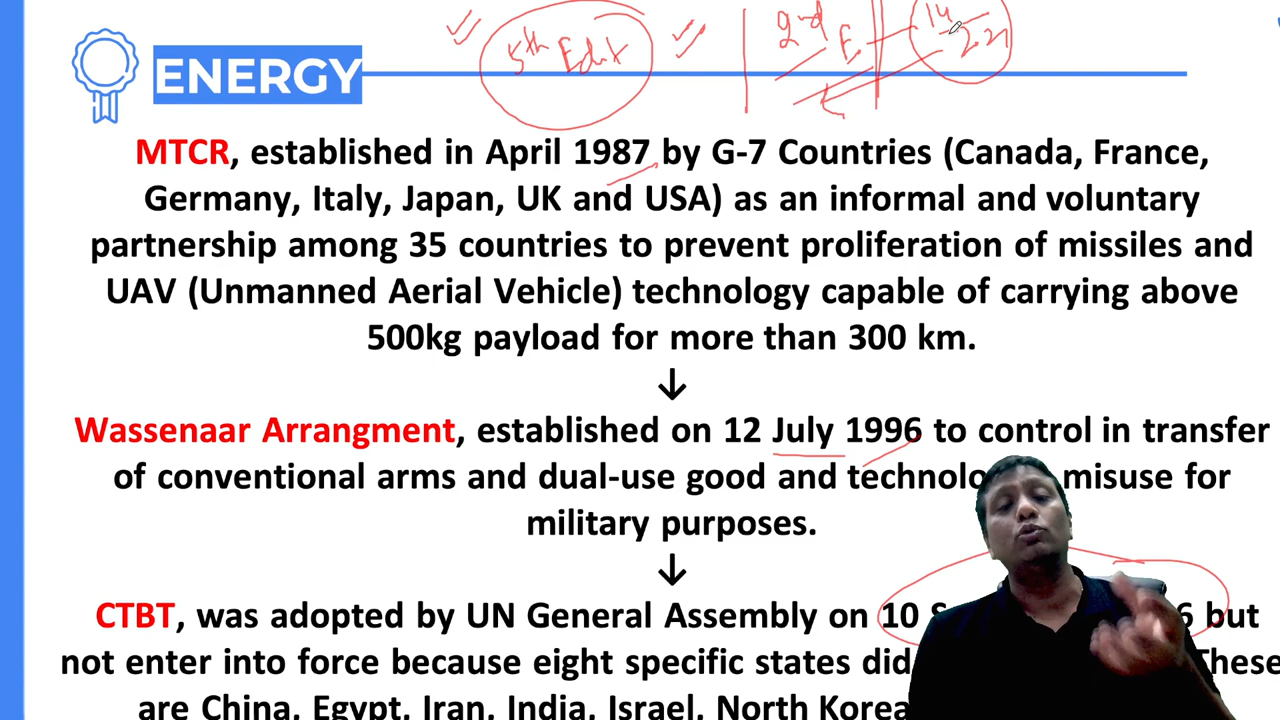 5th Edit
2nd E
ENERGY
MTCR, established in April 1987 by G-7 Countries (Canada, France,
Germany, Italy, Japan, UK and USA) as an informal and voluntary
partnership among 35 countries to prevent proliferation of missiles and
UAV (Unmanned Aerial Vehicle) technology capable of carrying above
500kg payload for more than 300 km.
↓
Wassenaar Arrangment, established on 12 July 1996 to control in transfer
of conventional arms and dual-use good and technolo misuse for
military purposes.
↓
CTBT, was adopted by UN General Assembly on 10 S 6 but
not enter into force because eight specific states did These
are China, Egypt, Iran, India, Israel, North Korea